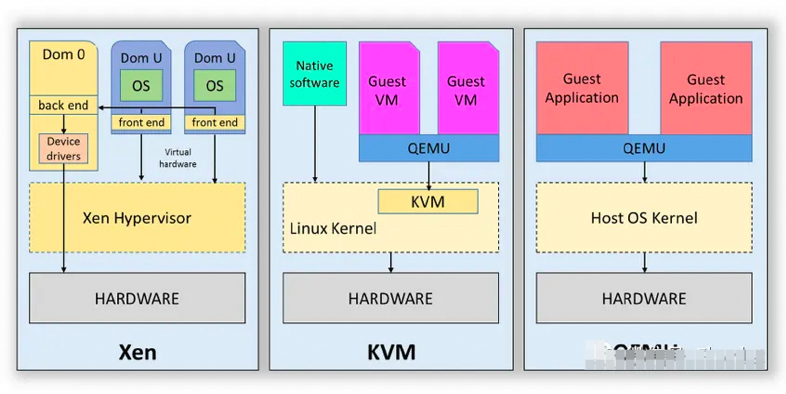 Dom 0
Dom U
Dom U
OS
OS
back end
front end
front end
Device
drivers
Virtual
hardware
Xen Hypervisor
HARDWARE
Xen
Native
software
Guest
VM
Guest
VM
QEMU
KVM
Linux Kernel
HARDWARE
KVM
Guest
Application
Guest
Application
QEMU
Host OS Kernel
HARDWARE